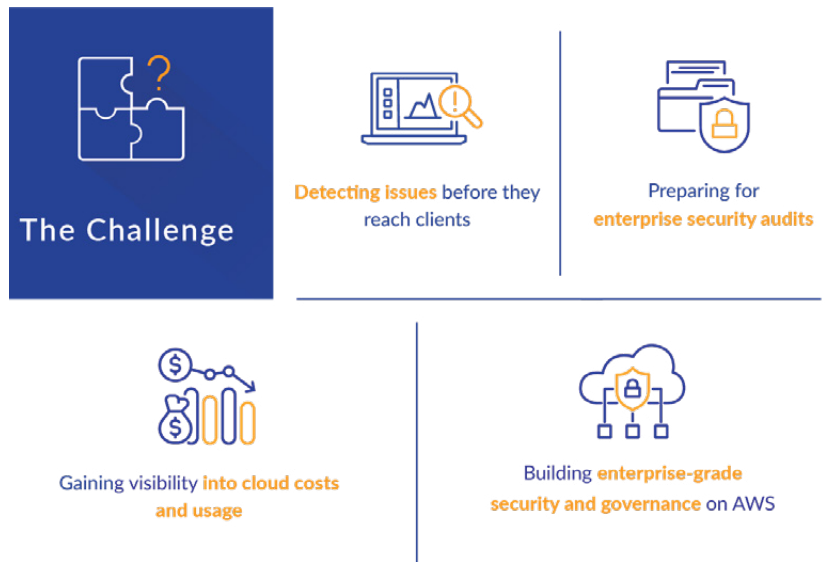 ?
The Challenge
Detecting issues before they
reach clients
Preparing for
enterprise security audits
$
$
Gaining visibility into cloud costs
and usage
Building enterprise-grade
security and governance on AWS